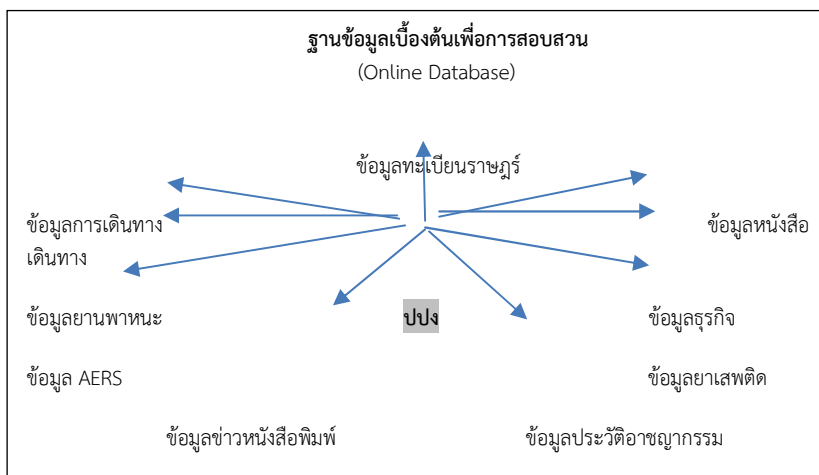 ฐานข้อมูลเบื้องต้นเพื่อการสอบสวน
(Online Database)
ข้อมูลทะเบียนราษฎร์
ข้อมูลการเดินทาง ข้อมูลหนังสือ
เดินทาง
ข้อมูลยานพาหนะ ปปง ข้อมูลธุรกิจ
ข้อมูล AERS ข้อมูลยาเสพติด
ข้อมูลข่าวหนังสือพิมพ์ ข้อมูลประวัติอาชญากรรม